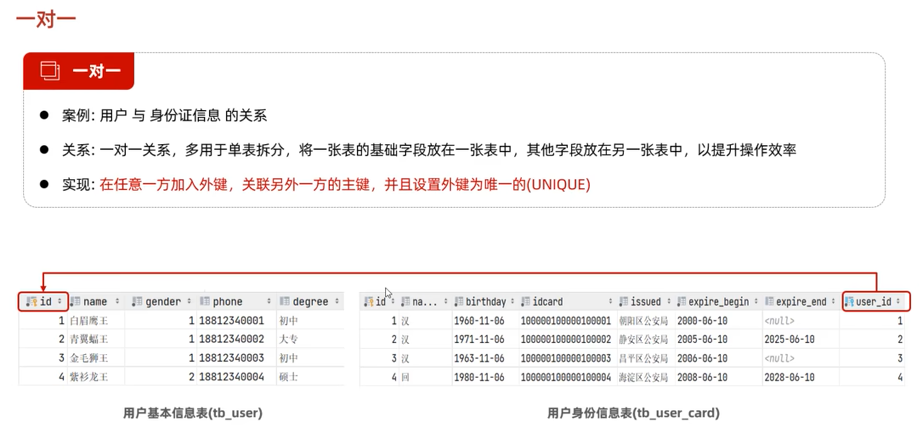 一对一
一对一
● 案例: 用户 与 身份证信息 的关系
● 关系: 一对一关系，多用于单表拆分，将一张表的基础字段放在一张表中，其他字段放在另一张表中，以提升操作效率
● 实现: 在任意一方加入外键，关联另外一方的主键，并且设置外键为唯一的(UNIQUE)
id name gender phone degree
1 白眉鹰王 1 18812340001 初中
2 青翼蝠王 1 18812340002 大专
3 金毛狮王 1 18812340003 初中
4 紫衫龙王 2 18812340004 硕士
用户基本信息表(tb_user)
id na... birthday idcard issued expire_begin expire_end user_id
1 汉 1960-11-06 100000100000100001 朝阳区公安局 2000-06-10 <null> 1
2 汉 1971-11-06 100000100000100002 静安区公安局 2005-06-10 2025-06-10 2
3 汉 1963-11-06 100000100000100003 昌平区公安局 2006-06-10 <null> 3
4 回 1980-11-06 100000100000100004 海淀区公安局 2008-06-10 2028-06-10 4
用户身份信息表(tb_user_card)